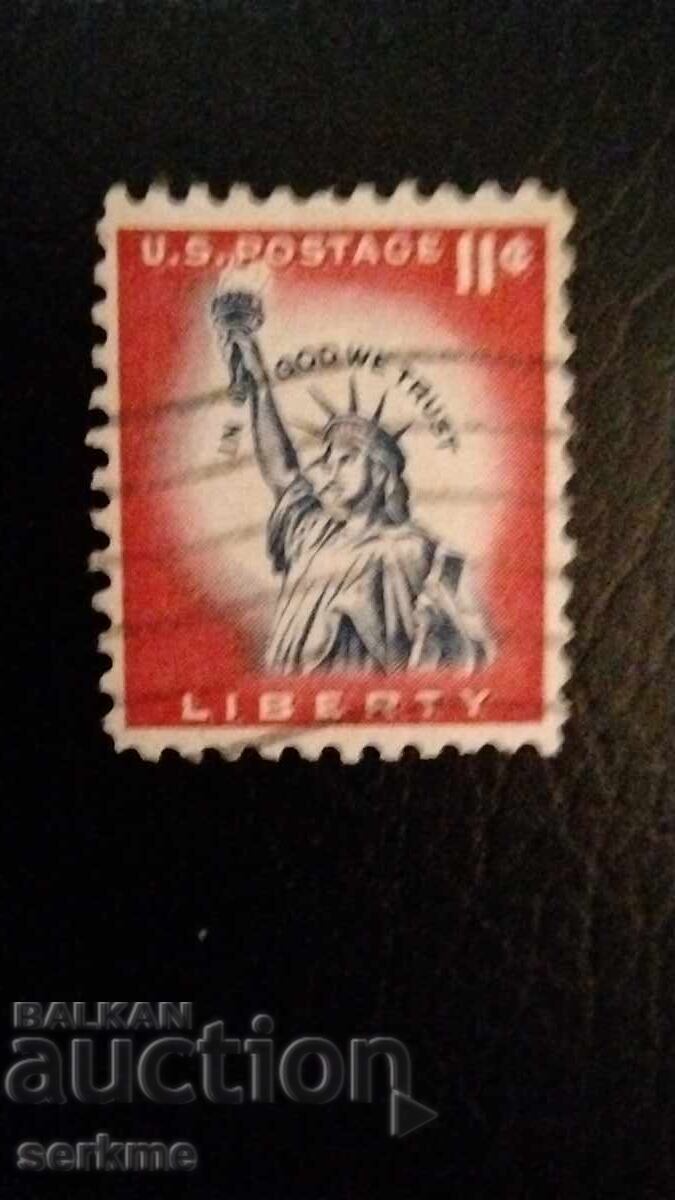 U.S. POSTAGE 11¢
IN GOD WE TRUST
LIBERTY
BALKAN
auction
serkme